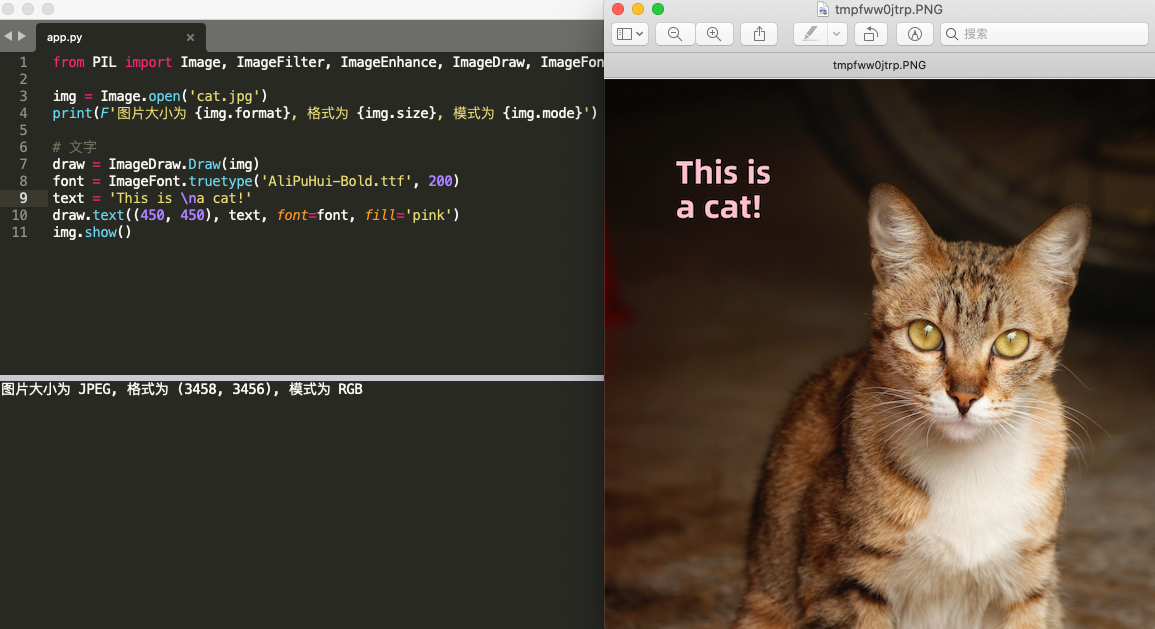 app.py
1 from PIL import Image, ImageFilter, ImageEnhance, ImageDraw, ImageFon
2
3 img = Image.open('cat.jpg')
4 print(F'图片大小为 {img.format}, 格式为 {img.size}, 模式为 {img.mode}')
5
6 # 文字
7 draw = ImageDraw.Draw(img)
8 font = ImageFont.truetype('AliPuHui-Bold.ttf', 200)
9 text = 'This is \na cat!'
10 draw.text((450, 450), text, font=font, fill='pink')
11 img.show()
图片大小为 JPEG, 格式为 (3458, 3456), 模式为 RGB
tmpfww0jtrp.PNG
搜索
tmpfww0jtrp.PNG
This is
a cat!